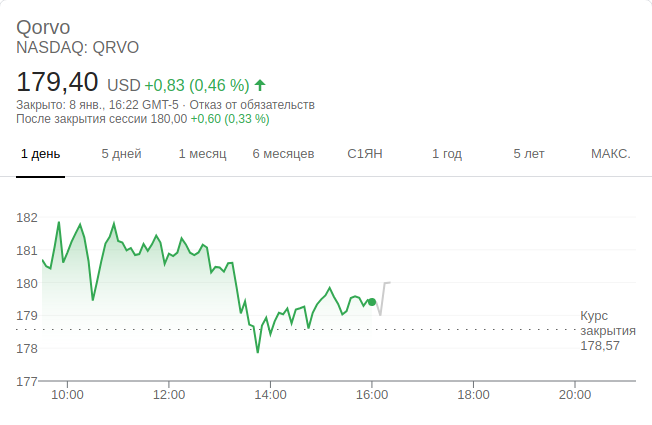 Qorvo
NASDAQ: QRVO
179,40 USD +0,83 (0,46 %)
Закрыто: 8 янв., 16:22 GMT-5 · Отказ от обязательств
После закрытия сессии 180,00 +0,60 (0,33 %)
1 день 5 дней 1 месяц 6 месяцев С1ЯН 1 год 5 лет МАКС.
182
181
180
179
178
177
Курс
закрытия
178,57
10:00 12:00 14:00 16:00 18:00 20:00